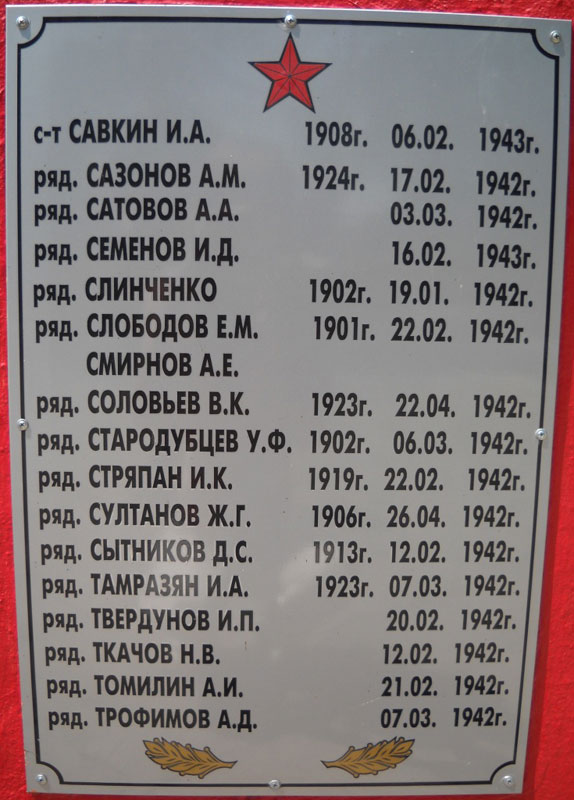 с-т САВКИН И.А. 1908г. 06.02. 1943г.
ряд. САЗОНОВ А.М. 1924г. 17.02. 1942г.
ряд. САТОВОВ А.А. 03.03. 1942г.
ряд. СЕМЕНОВ И.Д. 16.02. 1943г.
ряд. СЛИНЧЕНКО 1902г. 19.01. 1942г.
ряд. СЛОБОДОВ Е.М. 1901г. 22.02. 1942г.
СМИРНОВ А.Е.
ряд. СОЛОВЬЕВ В.К. 1923г. 22.04. 1942г.
ряд. СТАРОДУБЦЕВ У.Ф. 1902г. 06.03. 1942г.
ряд. СТРЯПАН И.К. 1919г. 22.02. 1942г.
ряд. СУЛТАНОВ Ж.Г. 1906г. 26.04. 1942г.
ряд. СЫТНИКОВ Д.С. 1913г. 12.02. 1942г.
ряд. ТАМРАЗЯН И.А. 1923г. 07.03. 1942г.
ряд. ТВЕРДУНОВ И.П. 20.02. 1942г.
ряд. ТКАЧОВ Н.В. 12.02. 1942г.
ряд. ТОМИЛИН А.И. 21.02. 1942г.
ряд. ТРОФИМОВ А.Д. 07.03. 1942г.